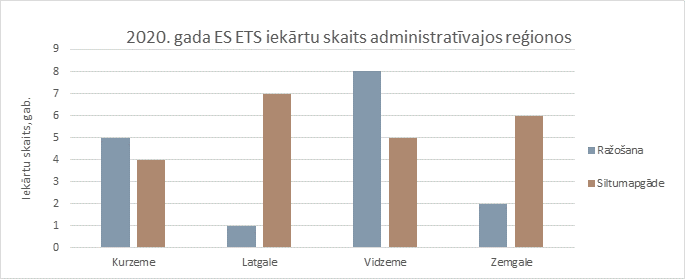 2020. gada ES ETS iekārtu skaits administratīvajos reģionos
Iekārtu skaits, gab.
9
8
7
6
5
4
3
2
1
0
Kurzeme
Latgale
Vidzeme
Zemgale
Ražošana
Siltumapgāde